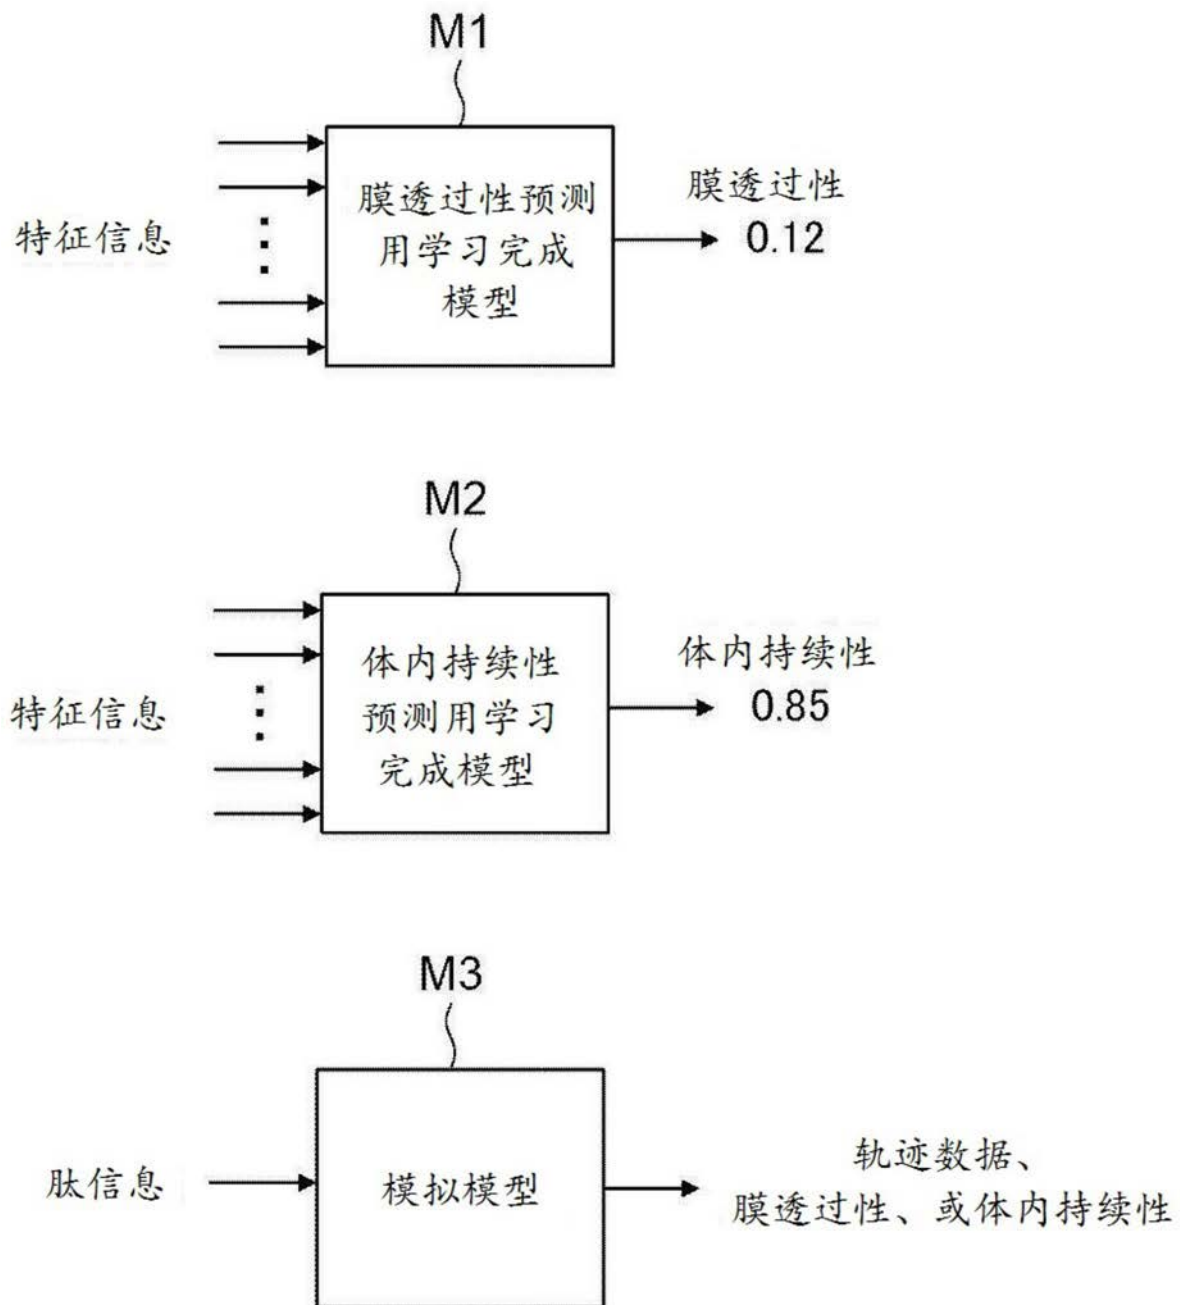 M1
膜透过性预测
用学习完成
模型
特征信息
膜透过性
0.12
M2
体内持续性
预测用学习
完成模型
特征信息
体内持续性
0.85
M3
肽信息
模拟模型
轨迹数据、
膜透过性、或体内持续性